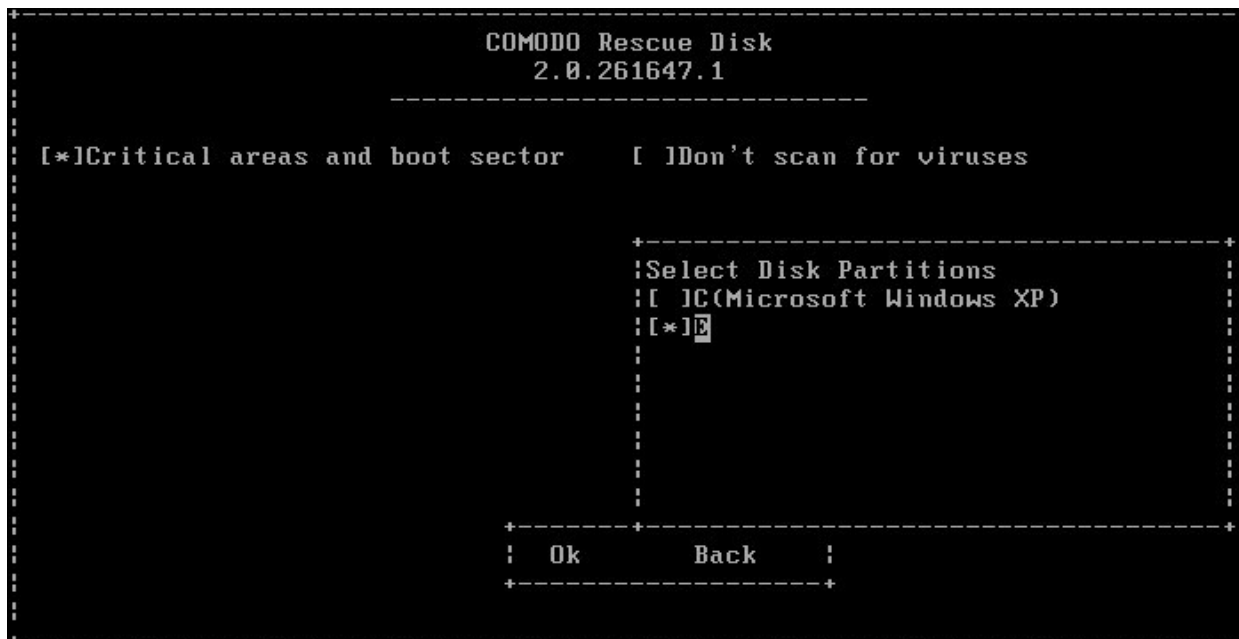 COMODO Rescue Disk
2.0.261647.1
[*]Critical areas and boot sector [ ]Don't scan for viruses
Select Disk Partitions
[ ]C(Microsoft Windows XP)
[*]E
Ok Back